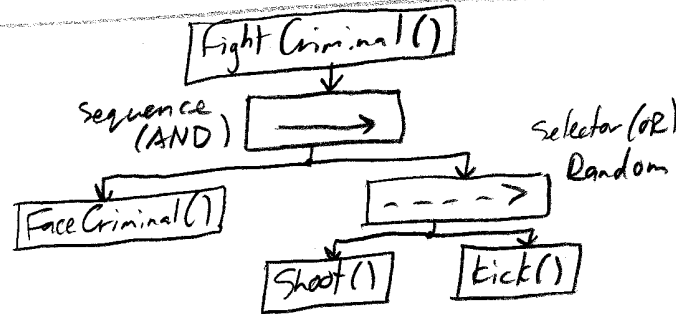 Fight Criminal()
Sequence
(AND)
Selector(OR)
Random
Face Criminal()
Shoot()
kick()